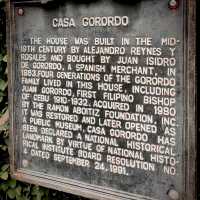 CASA GORORDO
THE HOUSE WAS BUILT IN THE MID-
19TH CENTURY BY ALEJANDRO REYNES Y
ROSALES AND BOUGHT BY JUAN ISIDRO
DE GORORDO, A SPANISH MERCHANT, IN
1863. FOUR GENERATIONS OF THE GORORDO
FAMILY LIVED IN THIS HOUSE, INCLUDING
JUAN GORORDO, FIRST FILIPINO BISHOP
OF CEBU 1910-1932. ACQUIRED IN 1980
BY THE RAMON ABOITIZ FOUNDATION, INC.
IT WAS RESTORED AND LATER OPENED AS
A PUBLIC MUSEUM. CASA GORORDO HAS
BEEN DECLARED A NATIONAL HISTORICAL
LANDMARK BY VIRTUE OF NATIONAL HISTO-
RICAL INSTITUTE BOARD RESOLUTION NO.
4 DATED SEPTEMBER 24, 1991.